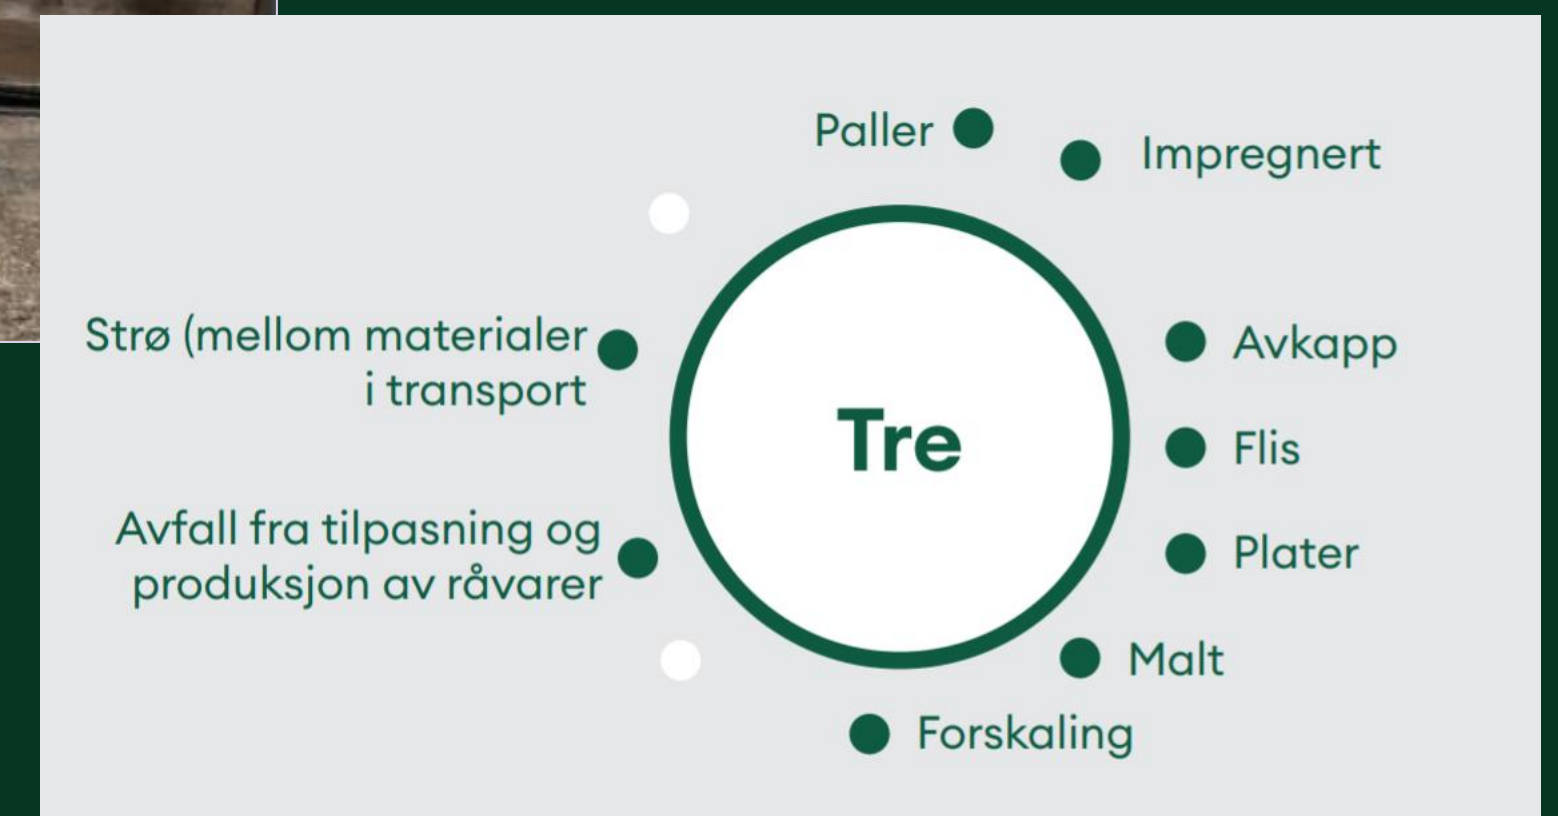 Paller
Impregnert
Strø (mellom materialer
i transport
Avkapp
Tre
Flis
Avfall fra tilpasning og
produksjon av råvarer
Plater
Malt
Forskaling